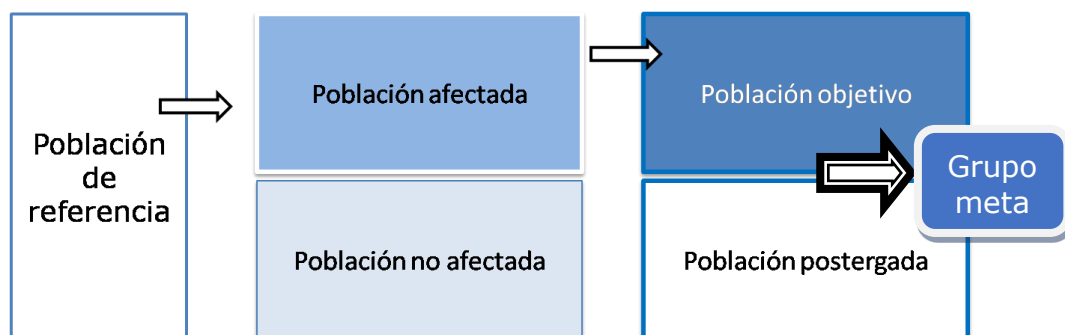 Población
de
referencia
Población afectada
Población no afectada
Población objetivo
Población postergada
Grupo
meta